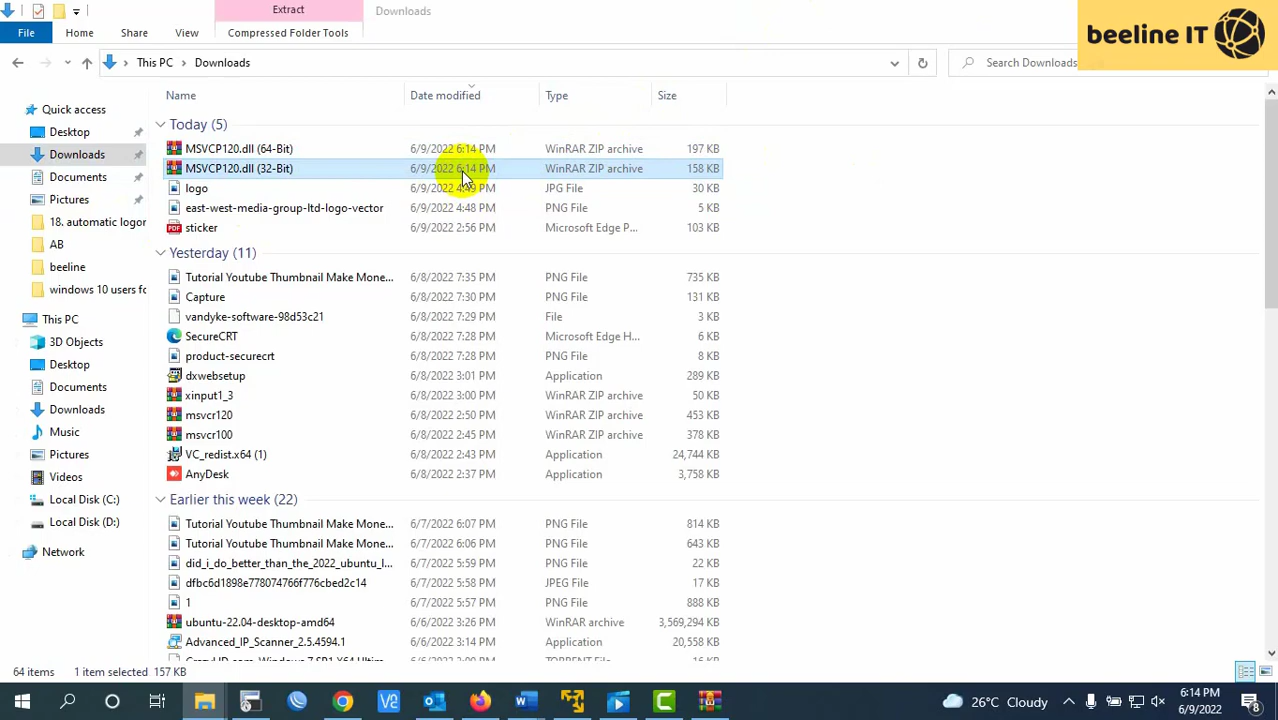 Extract
Downloads
beeline IT
File
Home
Share
View
Compressed Folder Tools
This PC
Downloads
Search Downloads
Name
Date modified
Type
Size
Quick access
Desktop
Downloads
Documents
Pictures
18. automatic logor
AB
beeline
windows 10 users fo
This PC
3D Objects
Desktop
Documents
Downloads
Music
Pictures
Videos
Local Disk (C:)
Local Disk (D:)
Network
Today (5)
MSVCP120.dll (64-Bit) 6/9/2022 6:14 PM WinRAR ZIP archive 197 KB
MSVCP120.dll (32-Bit) 6/9/2022 6:14 PM WinRAR ZIP archive 158 KB
logo 6/9/2022 4:49 PM JPG File 30 KB
east-west-media-group-ltd-logo-vector 6/9/2022 4:48 PM PNG File 5 KB
PDF sticker 6/9/2022 2:56 PM Microsoft Edge P... 103 KB
Yesterday (11)
Tutorial Youtube Thumbnail Make Mone... 6/8/2022 7:35 PM PNG File 735 KB
Capture 6/8/2022 7:30 PM PNG File 131 KB
vandyke-software-98d53c21 6/8/2022 7:29 PM File 3 KB
SecureCRT 6/8/2022 7:28 PM Microsoft Edge H... 6 KB
product-securecrt 6/8/2022 7:28 PM PNG File 8 KB
dxwebsetup 6/8/2022 3:01 PM Application 289 KB
xinput1_3 6/8/2022 3:00 PM WinRAR ZIP archive 50 KB
msvcr120 6/8/2022 2:50 PM WinRAR ZIP archive 453 KB
msvcr100 6/8/2022 2:45 PM WinRAR ZIP archive 378 KB
VC_redist.x64 (1) 6/8/2022 2:43 PM Application 24,744 KB
AnyDesk 6/8/2022 2:37 PM Application 3,758 KB
Earlier this week (22)
Tutorial Youtube Thumbnail Make Mone... 6/7/2022 6:07 PM PNG File 814 KB
Tutorial Youtube Thumbnail Make Mone... 6/7/2022 6:06 PM PNG File 643 KB
did_i_do_better_than_the_2022_ubuntu_l... 6/7/2022 5:59 PM PNG File 22 KB
dfbc6d1898e778074766f776cbed2c14 6/7/2022 5:58 PM JPEG File 17 KB
1 6/7/2022 5:57 PM PNG File 888 KB
ubuntu-22.04-desktop-amd64 6/6/2022 3:26 PM WinRAR archive 3,569,294 KB
Advanced_IP_Scanner_2.5.4594.1 6/6/2022 3:14 PM Application 20,558 KB
64 items 1 item selected 157 KB
26°C Cloudy
6:14 PM
6/9/2022
8